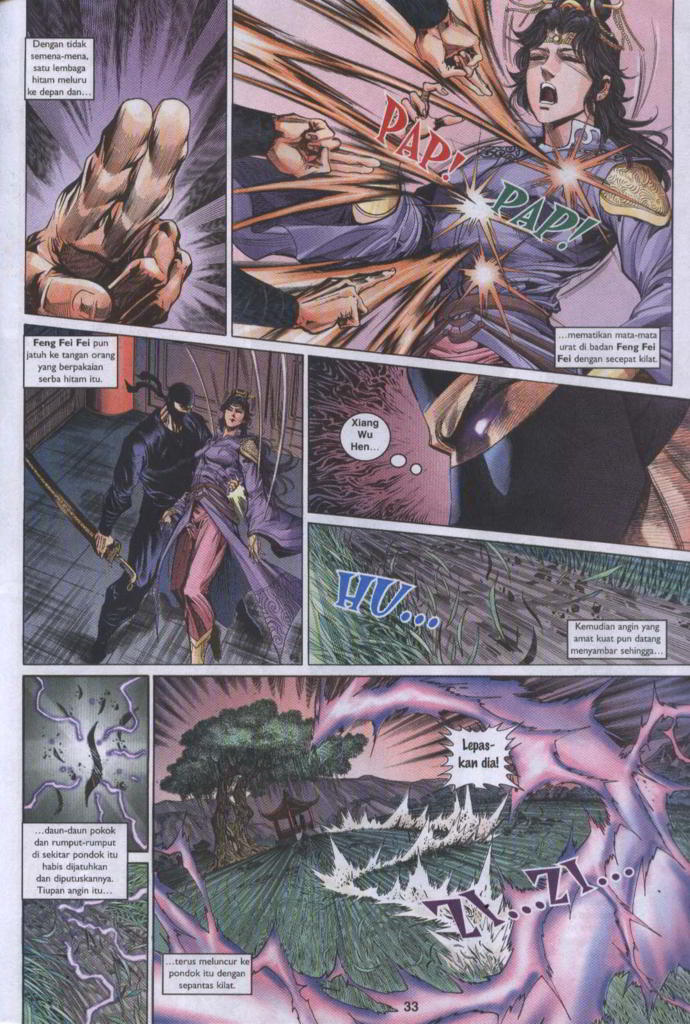 Dengan tidak
semena-mena,
satu lembaga
hitam meluru
ke depan dan...
PAP!
PAP!
...mematikan mata-mata
urat di badan Feng Fei
Fei dengan secepat kilat.
Feng Fei Fei pun
jatuh ke tangan orang
yang berpakaian
serba hitam itu.
Xiang
Wu
Hen...
HU...
Kemudian angin yang
amat kuat pun datang
menyambar sehingga...
...daun-daun pokok
dan rumput-rumput
di sekitar pondok itu
habis dijatuhkan
dan diputuskannya.
Tiupan angin itu...
Lepas-
kan dia!
ZI...ZI...
...terus meluncur ke
pondok itu dengan
sepantas kilat.
33